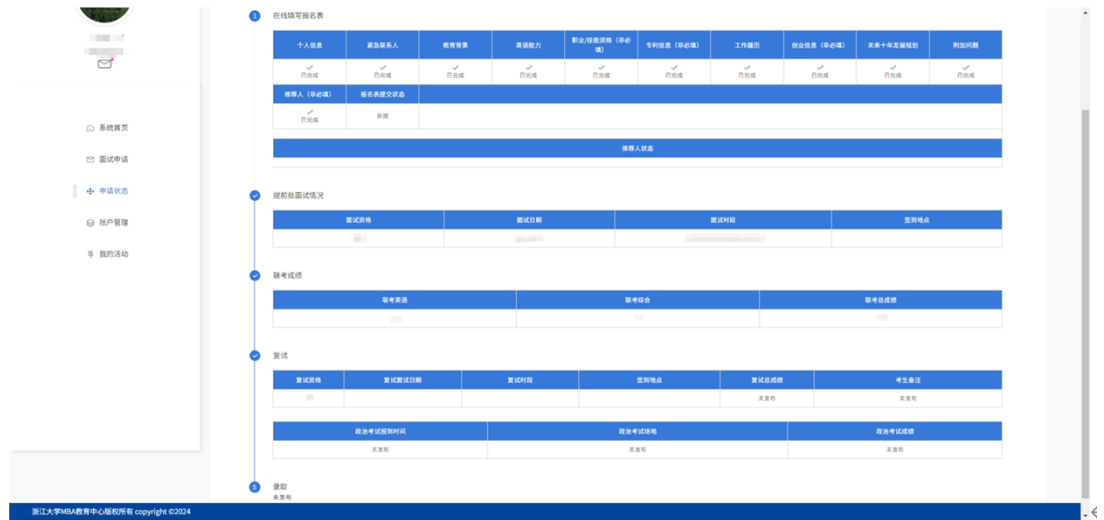 1 在线填写报名表
个人信息 紧急联系人 教育背景 英语能力 职业/技能资格（非必填） 专利信息（非必填） 工作履历 创业信息（非必填） 未来十年发展规划 附加问题
已完成 已完成 已完成 已完成 已完成 已完成 已完成 已完成 已完成 已完成
推荐人（非必填） 报名表提交状态
已完成 新建
推荐人状态
系统首页
面试申请
申请状态
账户管理
我的活动
提前批面试情况
面试资格 面试日期 面试时段 签到地点
联考成绩
联考英语 联考综合 联考总成绩
复试
复试资格 复试面试日期 复试时段 签到地点 复试总成绩 考生备注
未发布 未发布
政治考试报到时间 政治考试场地 政治考试成绩
未发布 未发布 未发布
5 录取
未发布
浙江大学MBA教育中心版权所有 copyright ©2024